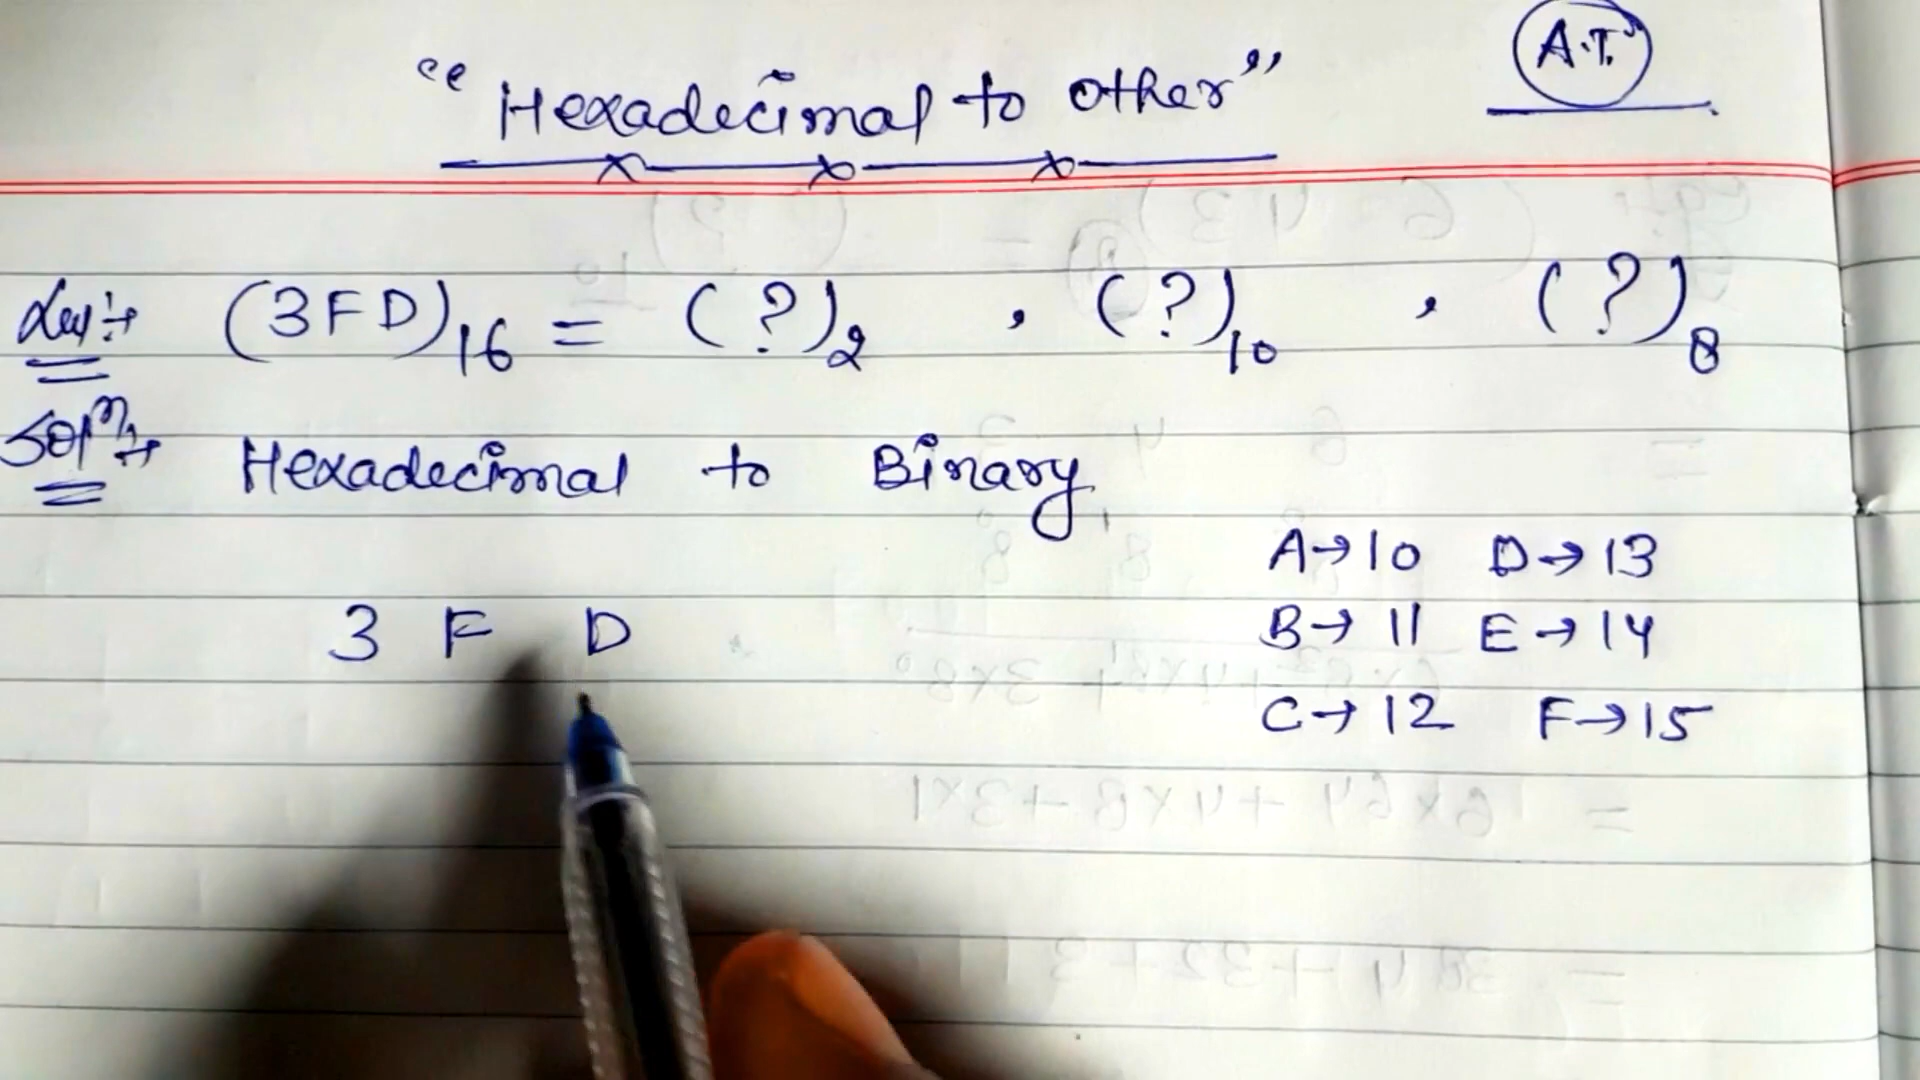 "Hexadecimal to other"
A.T.
(3FD)16 = (?)2 , (?)10 , (?)8
Solⁿ:→ Hexadecimal to Binary
A→10 D→13
3 F D
B→11 E→14
C→12 F→15